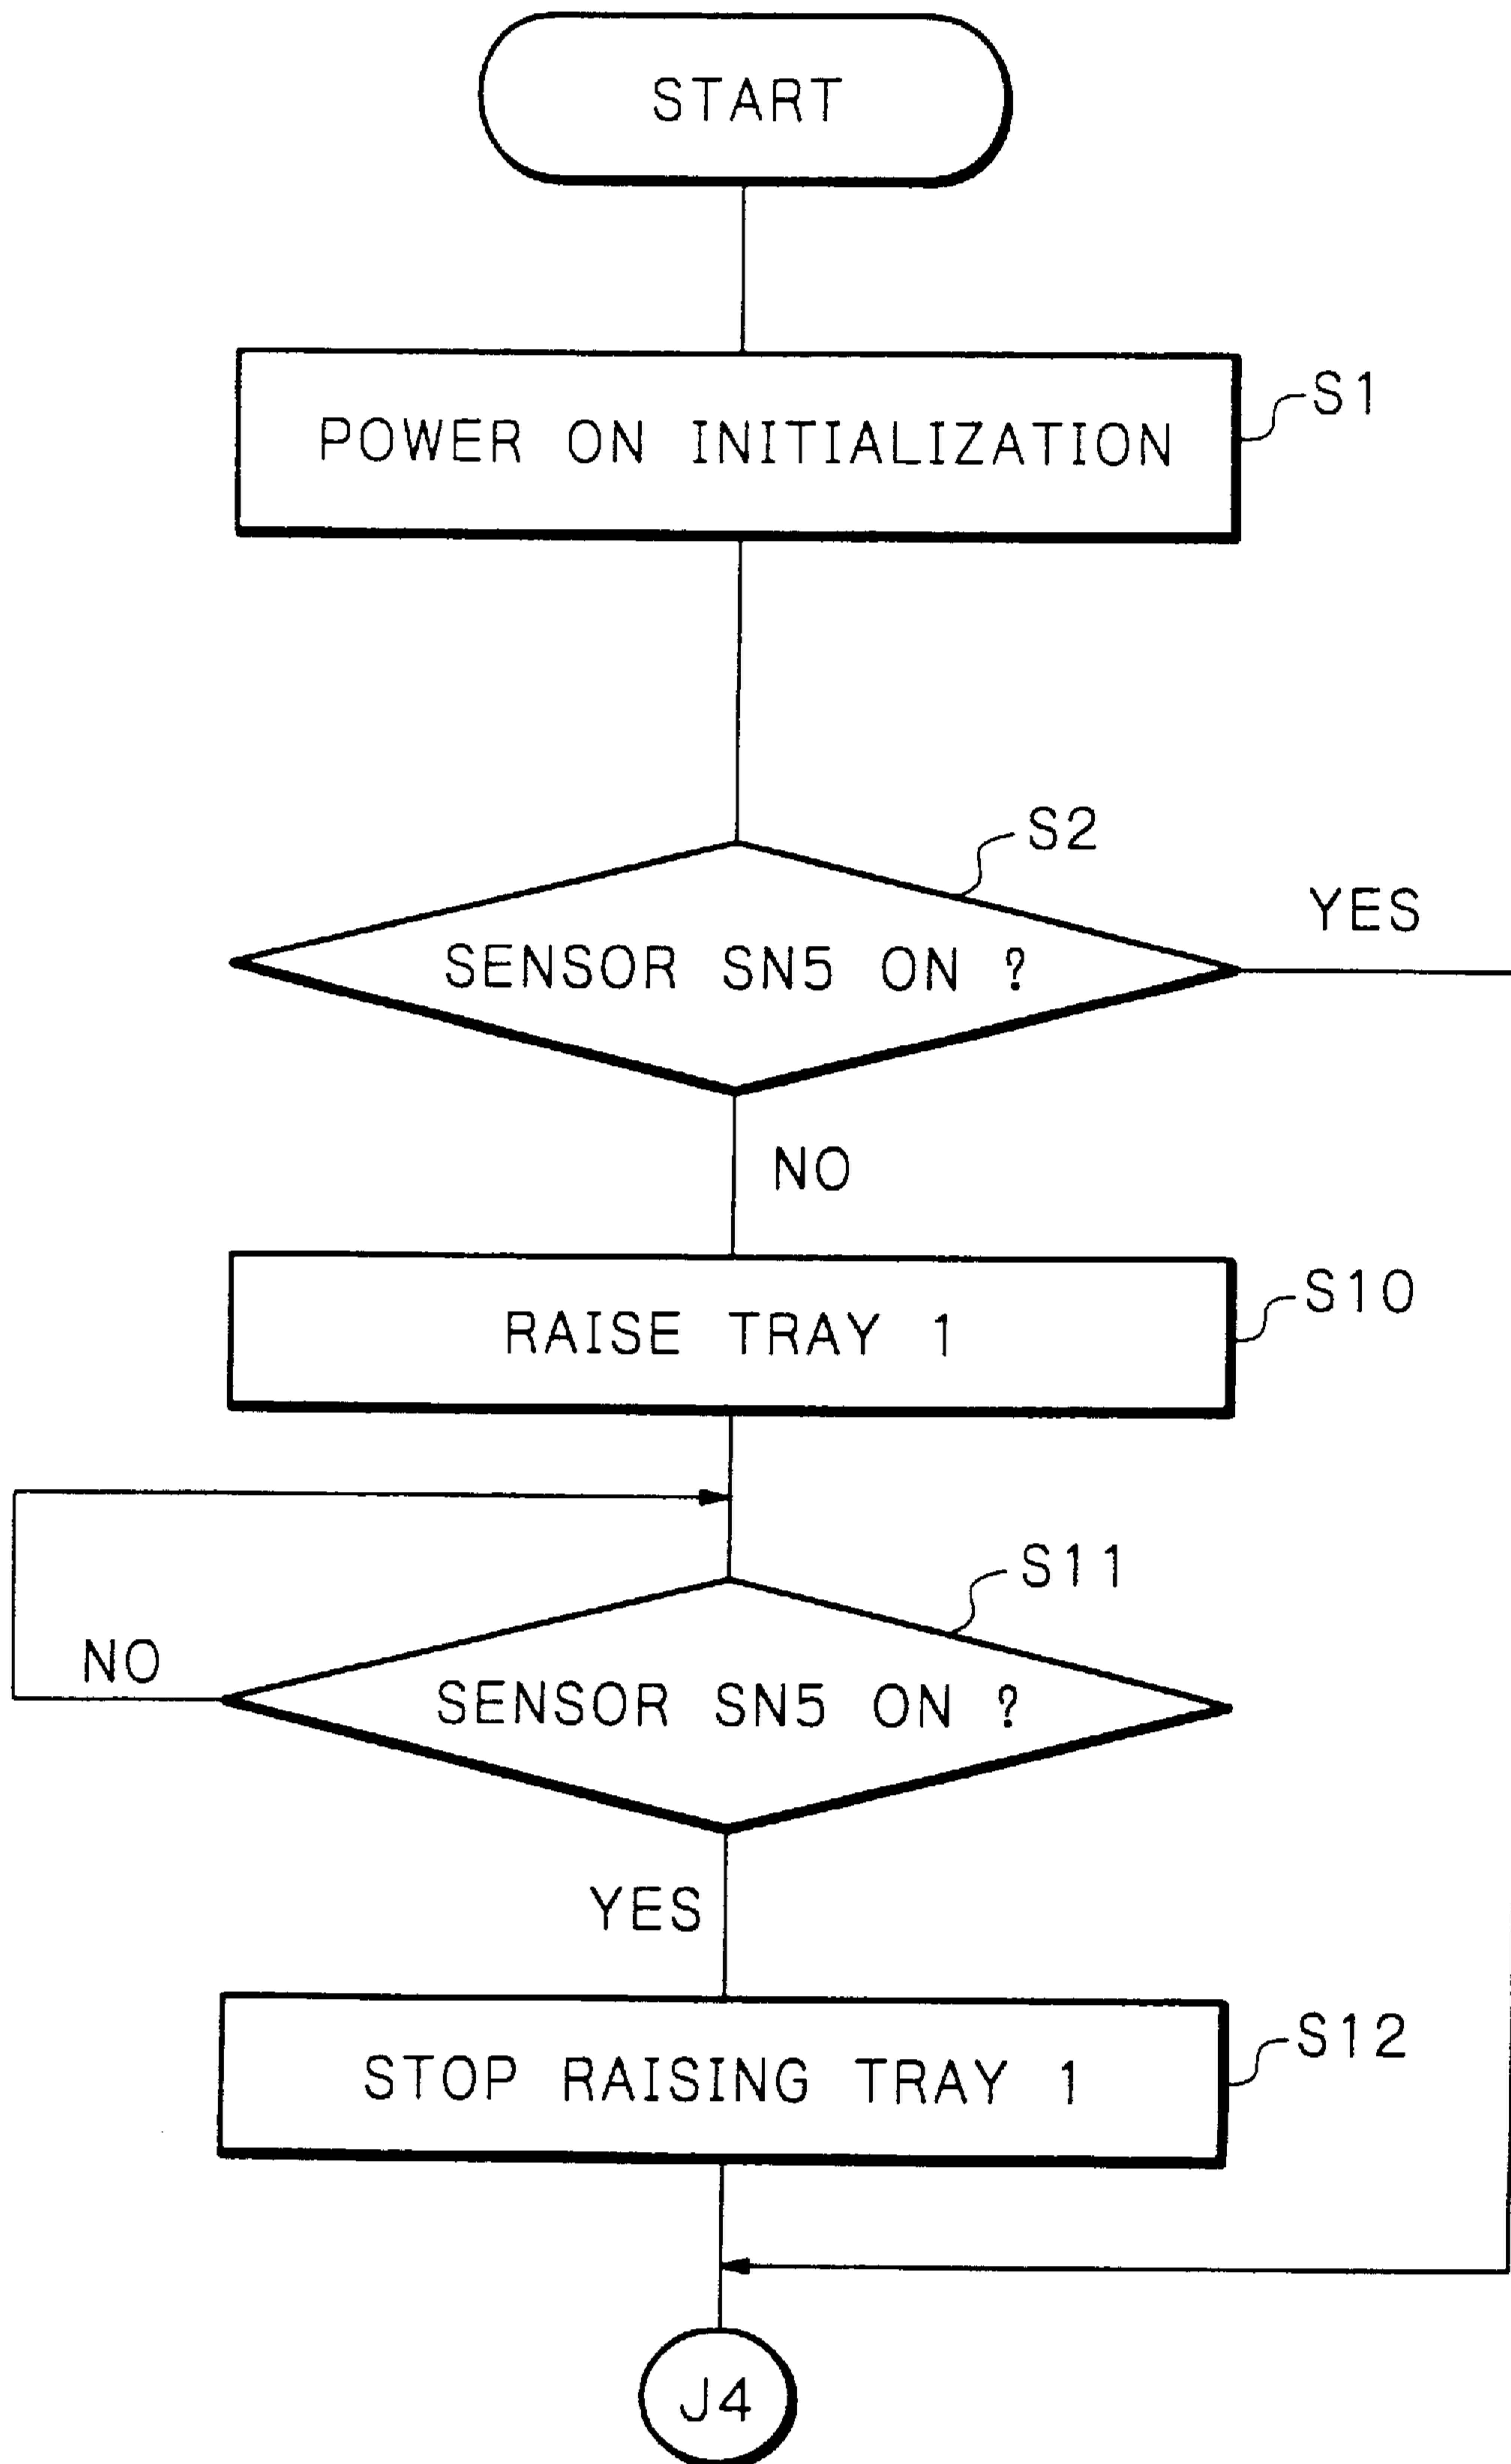 START
POWER ON INITIALIZATION
S1
S2
SENSOR SN5 ON ?
YES
NO
RAISE TRAY 1
S10
S11
SENSOR SN5 ON ?
NO
YES
STOP RAISING TRAY 1
S12
J4